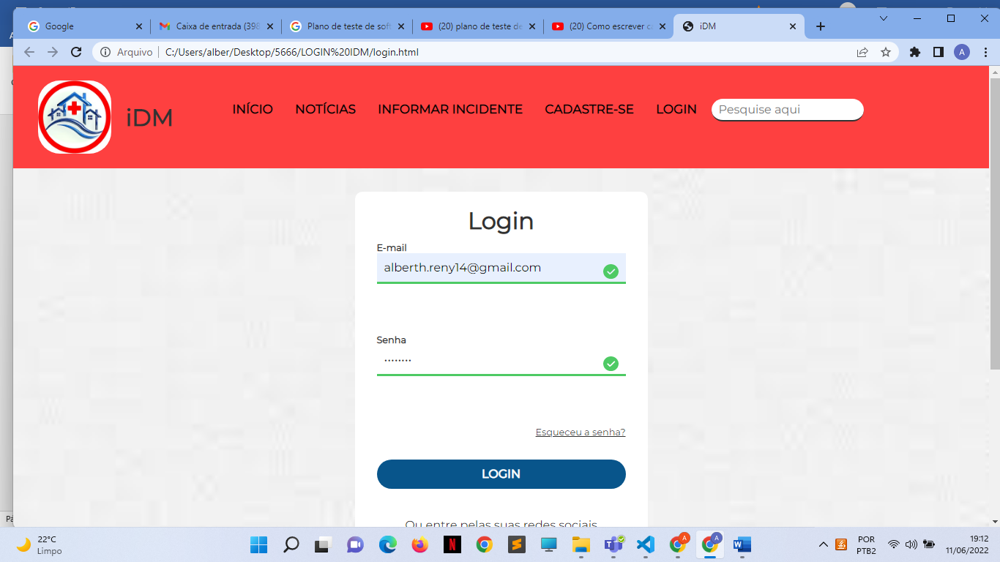 Google
Caixa de entrada (398
Plano de teste de soft
(20) plano de teste de
(20) Como escrever c
iDM
Arquivo
C:/Users/alber/Desktop/5666/LOGIN%20IDM/login.html
A
iDM
INÍCIO
NOTÍCIAS
INFORMAR INCIDENTE
CADASTRE-SE
LOGIN
Pesquise aqui
Login
E-mail
alberth.reny14@gmail.com
Senha
........
Esqueceu a senha?
LOGIN
Ou entre pelas suas redes sociais
22°C
Limpo
A
A
POR
PTB2
19:12
11/06/2022